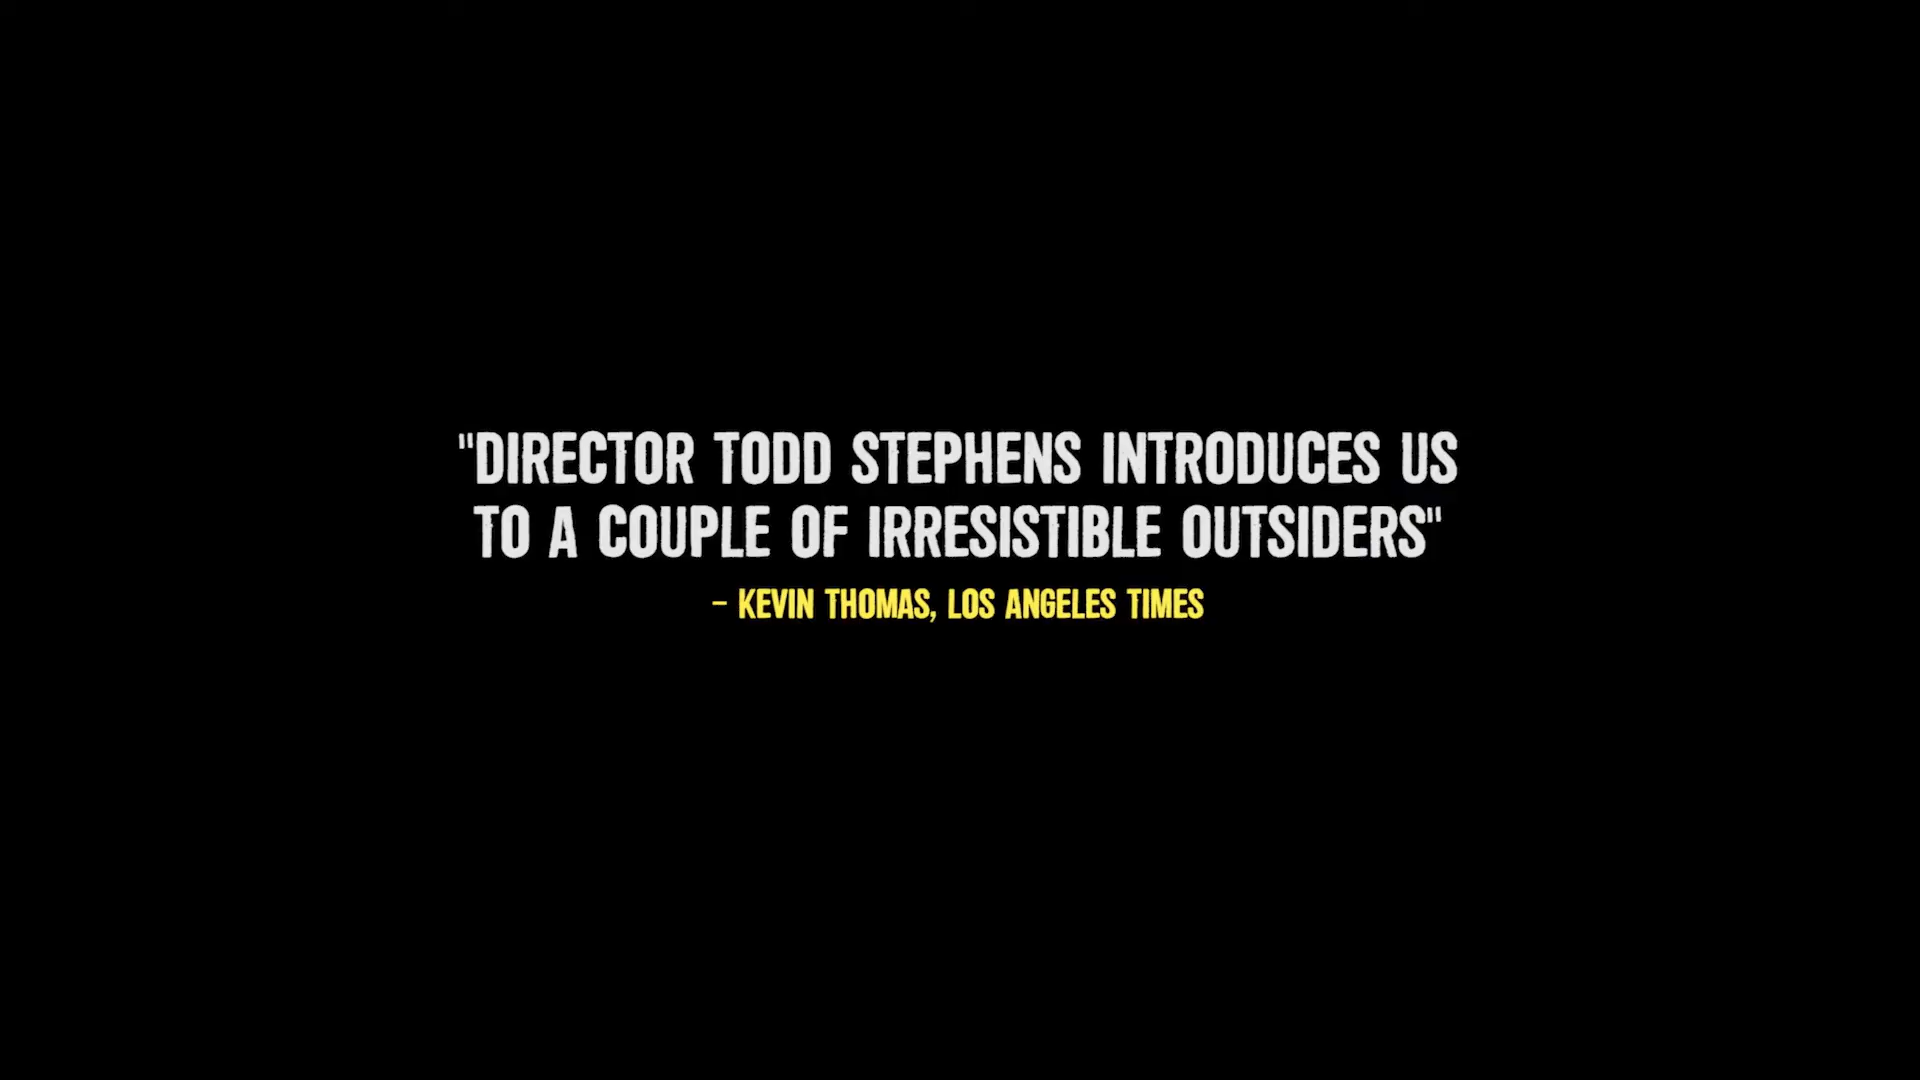 "DIRECTOR TODD STEPHENS INTRODUCES US
TO A COUPLE OF IRRESISTIBLE OUTSIDERS"
– KEVIN THOMAS, LOS ANGELES TIMES